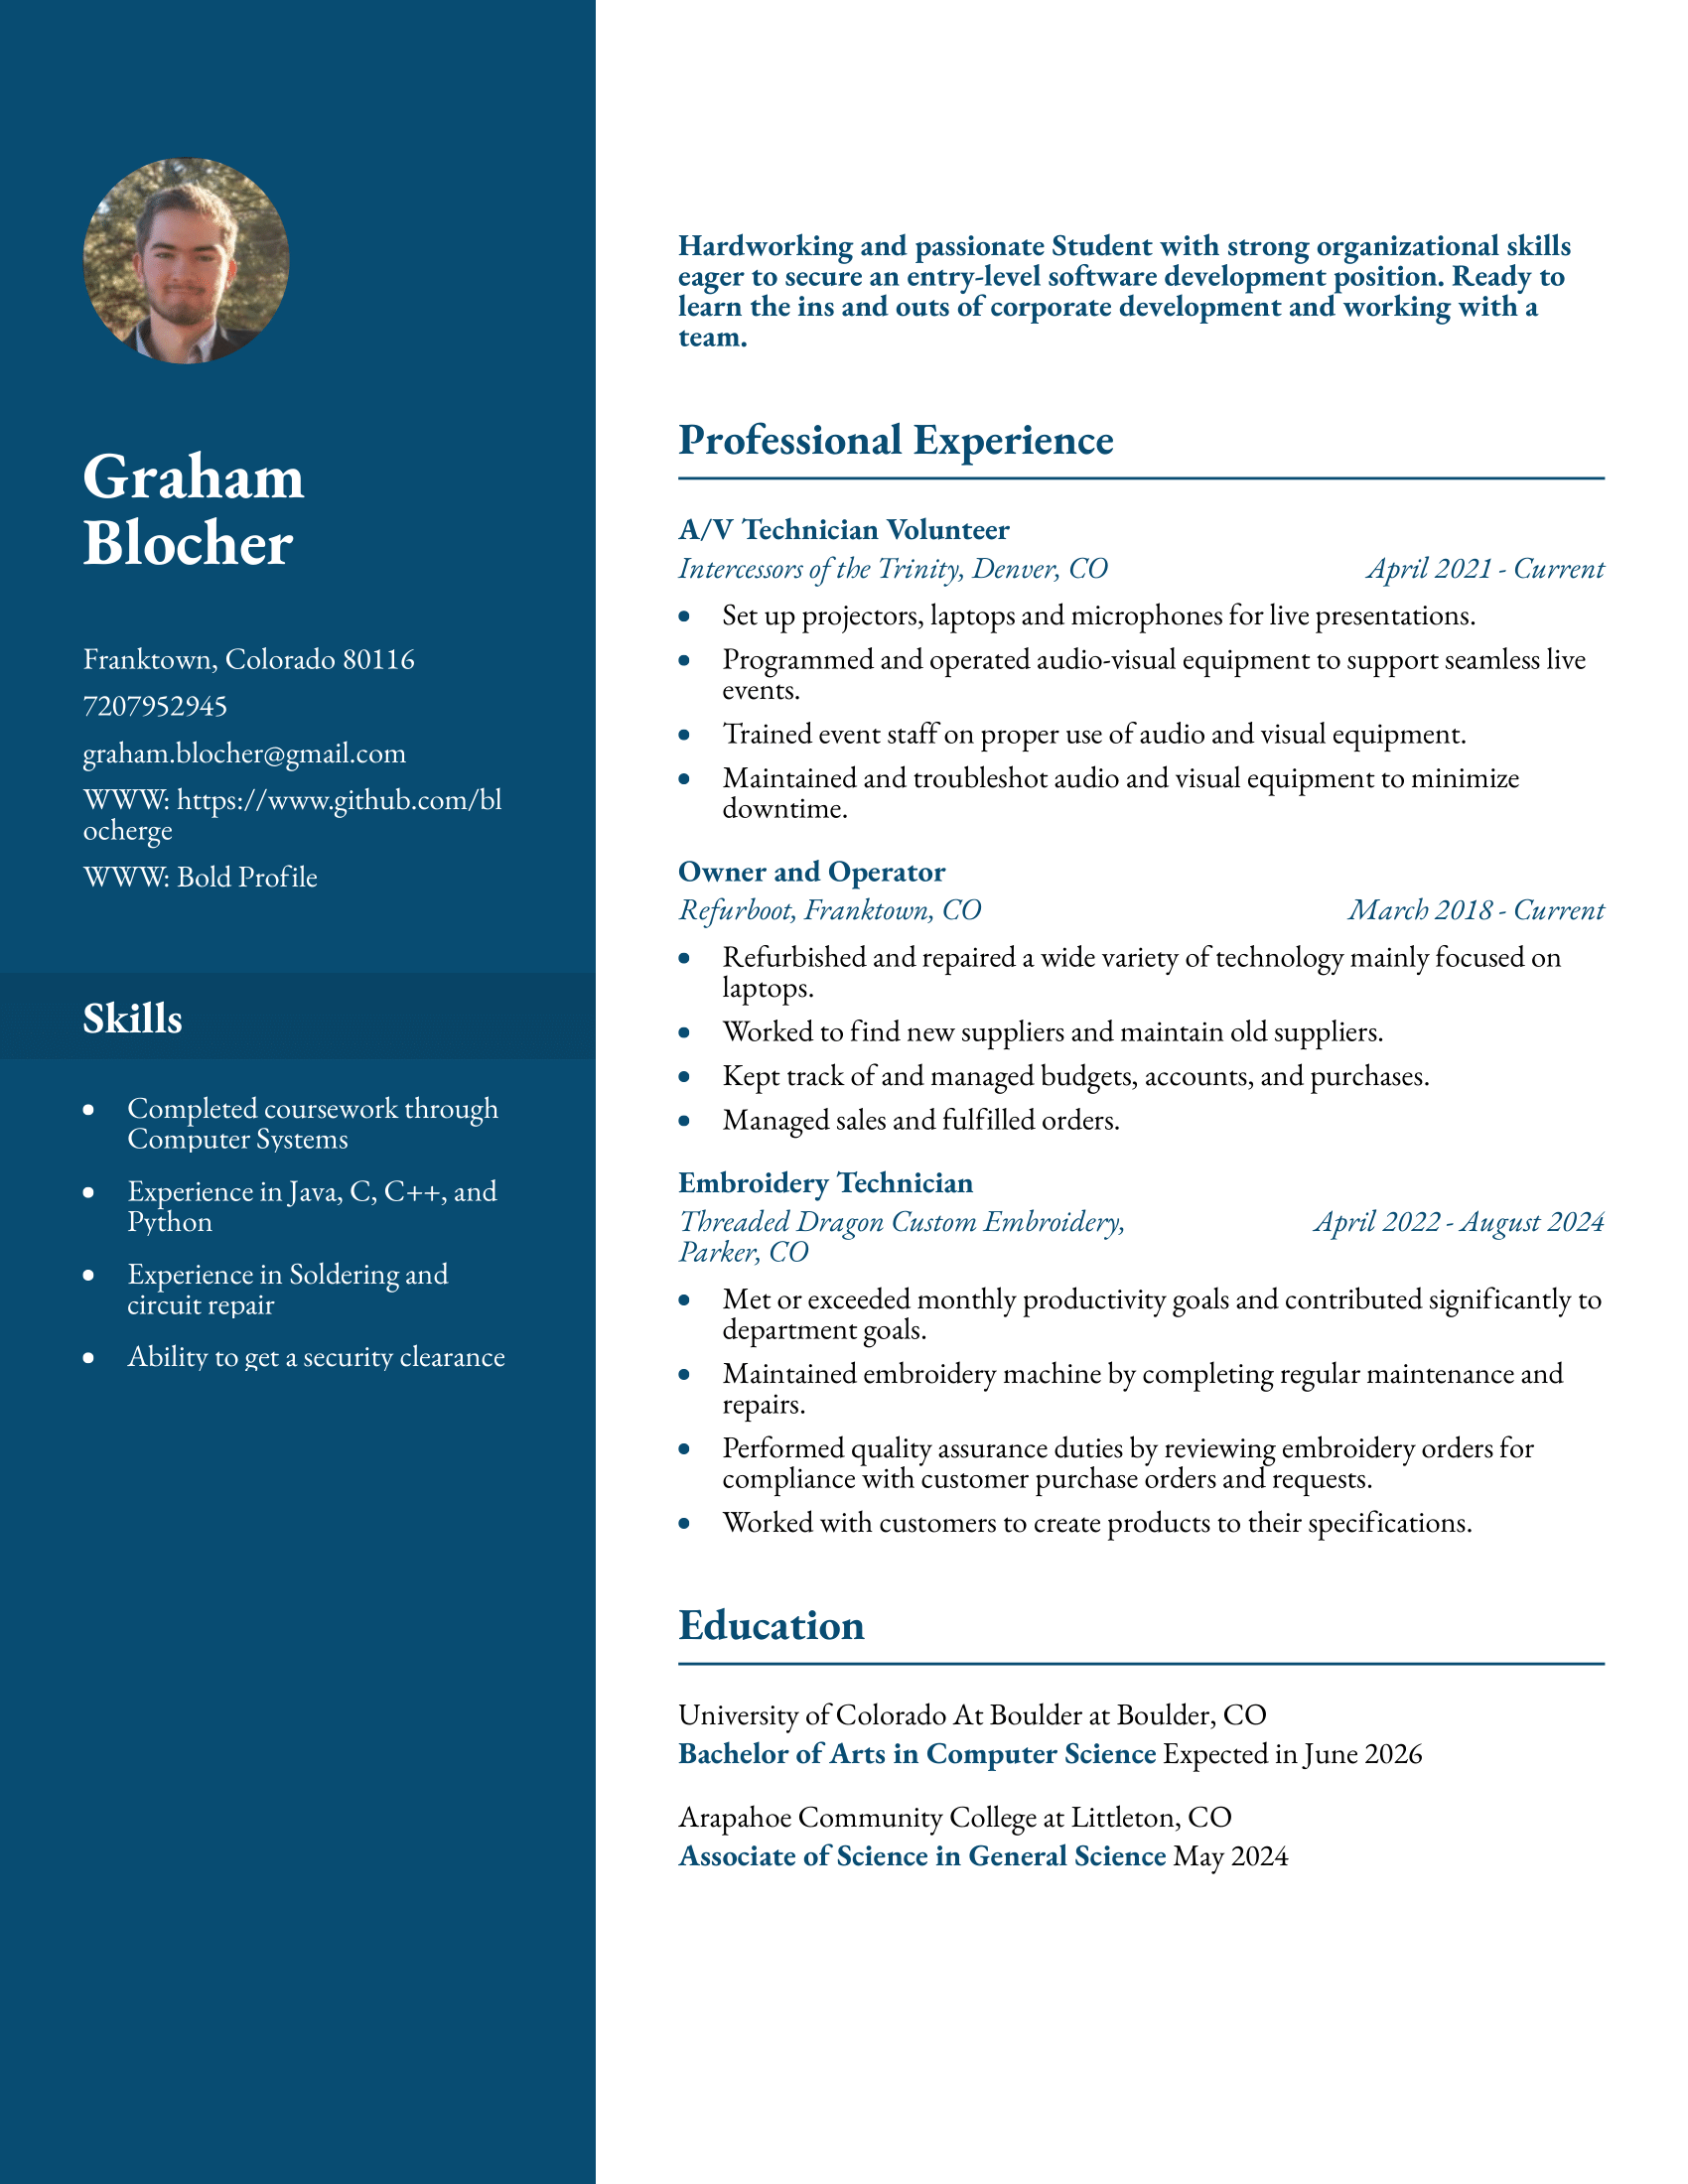 Graham
Blocher
Franktown, Colorado 80116
7207952945
graham.blocher@gmail.com
WWW: https://www.github.com/bl
ocherge
WWW: Bold Profile
Skills
• Completed coursework through
Computer Systems
• Experience in Java, C, C++, and
Python
• Experience in Soldering and
circuit repair
• Ability to get a security clearance
Hardworking and passionate Student with strong organizational skills
eager to secure an entry-level software development position. Ready to
learn the ins and outs of corporate development and working with a
team.
Professional Experience
A/V Technician Volunteer
Intercessors of the Trinity, Denver, CO April 2021 - Current
• Set up projectors, laptops and microphones for live presentations.
• Programmed and operated audio-visual equipment to support seamless live
events.
• Trained event staff on proper use of audio and visual equipment.
• Maintained and troubleshot audio and visual equipment to minimize
downtime.
Owner and Operator
Refurboot, Franktown, CO March 2018 - Current
• Refurbished and repaired a wide variety of technology mainly focused on
laptops.
• Worked to find new suppliers and maintain old suppliers.
• Kept track of and managed budgets, accounts, and purchases.
• Managed sales and fulfilled orders.
Embroidery Technician
Threaded Dragon Custom Embroidery, April 2022 - August 2024
Parker, CO
• Met or exceeded monthly productivity goals and contributed significantly to
department goals.
• Maintained embroidery machine by completing regular maintenance and
repairs.
• Performed quality assurance duties by reviewing embroidery orders for
compliance with customer purchase orders and requests.
• Worked with customers to create products to their specifications.
Education
University of Colorado At Boulder at Boulder, CO
Bachelor of Arts in Computer Science Expected in June 2026
Arapahoe Community College at Littleton, CO
Associate of Science in General Science May 2024